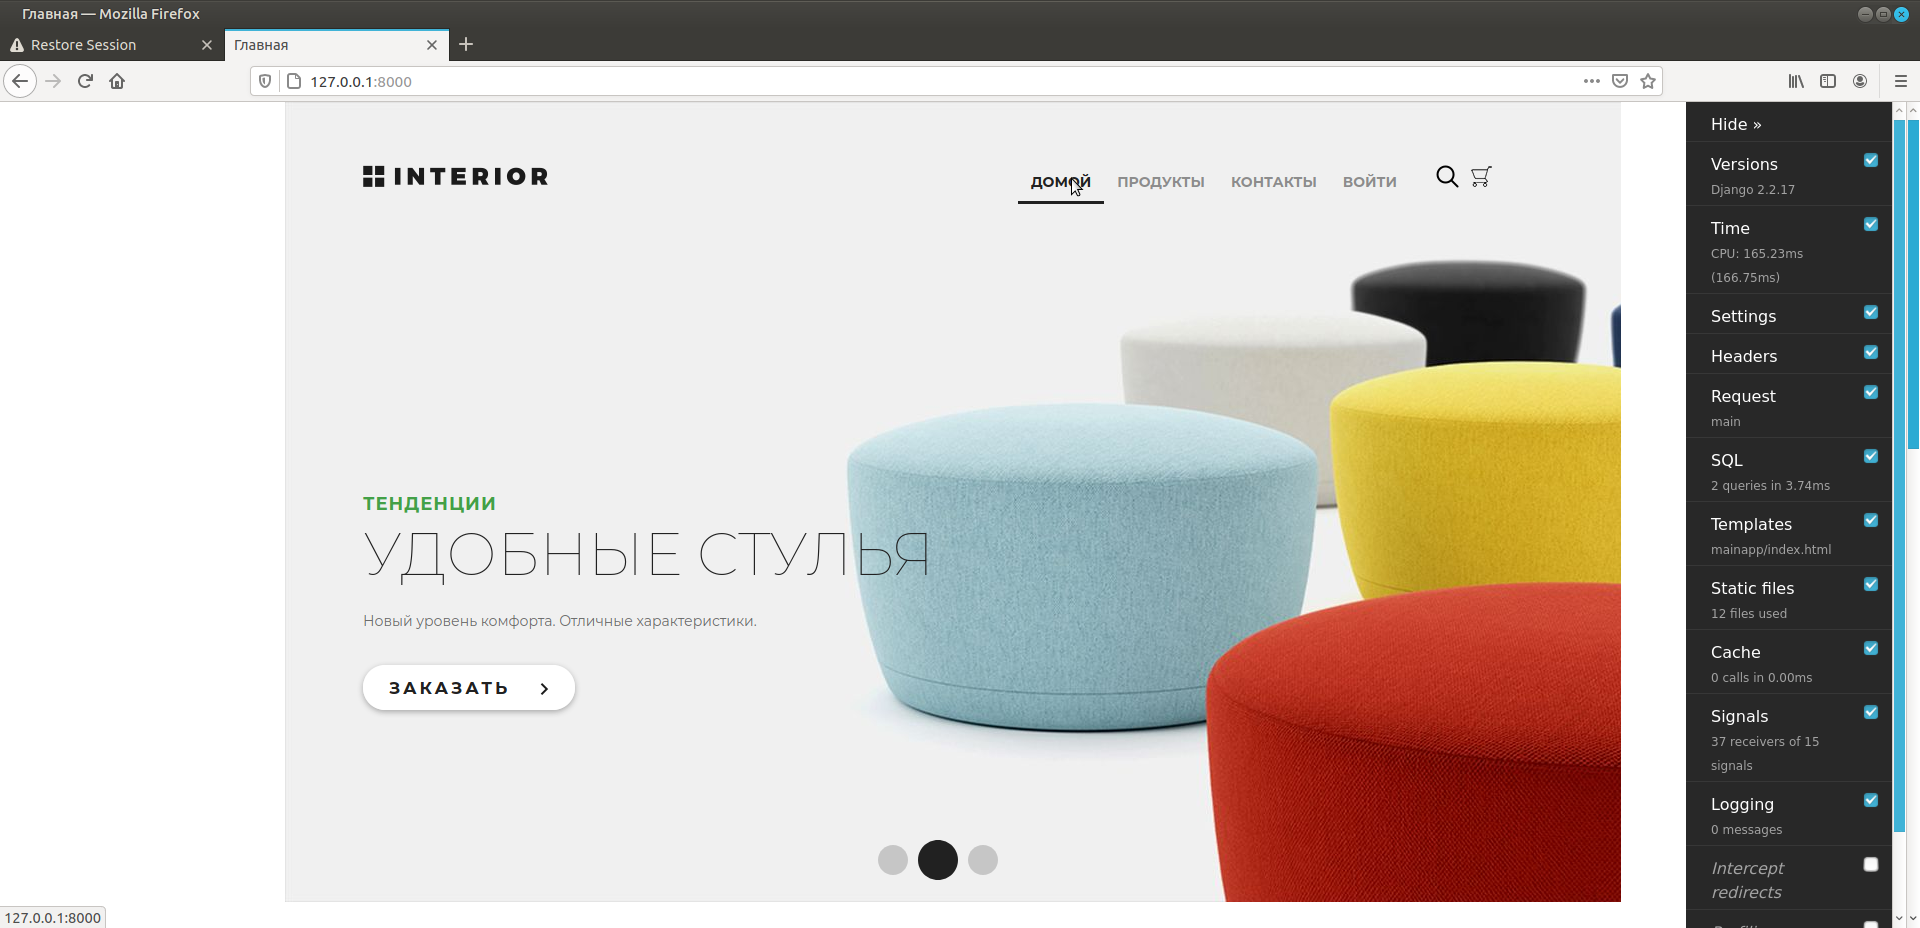 Главная — Mozilla Firefox
Restore Session
Главная
127.0.0.1:8000
INTERIOR
ДОМОЙ ПРОДУКТЫ КОНТАКТЫ ВОЙТИ
ТЕНДЕНЦИИ
УДОБНЫЕ СТУЛЬЯ
Новый уровень комфорта. Отличные характеристики.
ЗАКАЗАТЬ
Hide »
Versions
Django 2.2.17
Time
CPU: 165.23ms
(166.75ms)
Settings
Headers
Request
main
SQL
2 queries in 3.74ms
Templates
mainapp/index.html
Static files
12 files used
Cache
0 calls in 0.00ms
Signals
37 receivers of 15
signals
Logging
0 messages
Intercept
redirects
127.0.0.1:8000